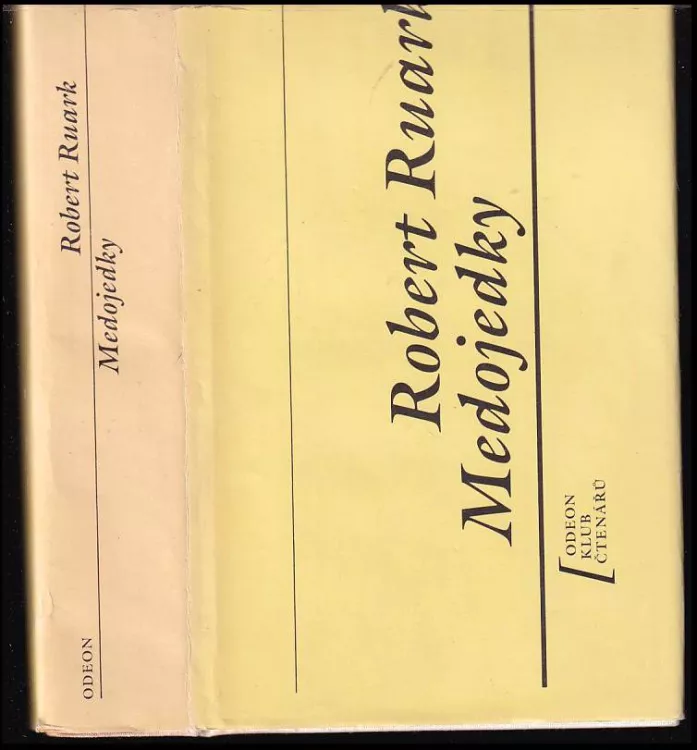 Robert Ruark
Medojedky
ODEON
Robert Ruark
Medojedky
ODEON
KLUB
ČTENÁŘŮ